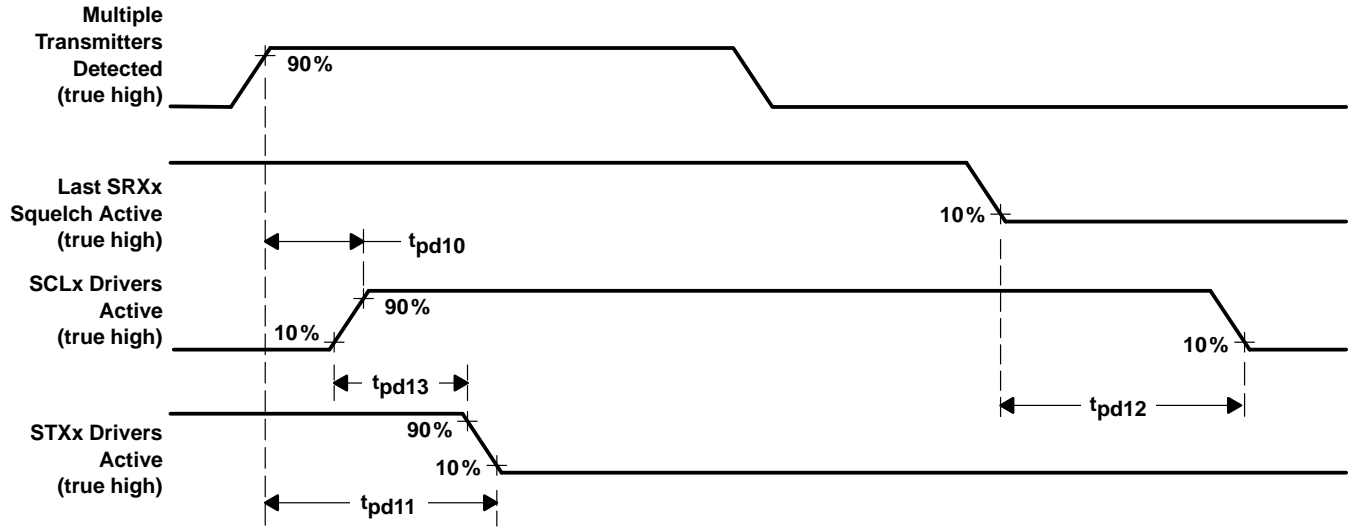 Multiple
Transmitters
Detected
(true high)
90%
Last SRXx
Squelch Active
(true high)
10%
tpd10
SCLx Drivers
Active
(true high)
90%
10%
10%
tpd13
tpd12
STXx Drivers
Active
(true high)
90%
10%
tpd11